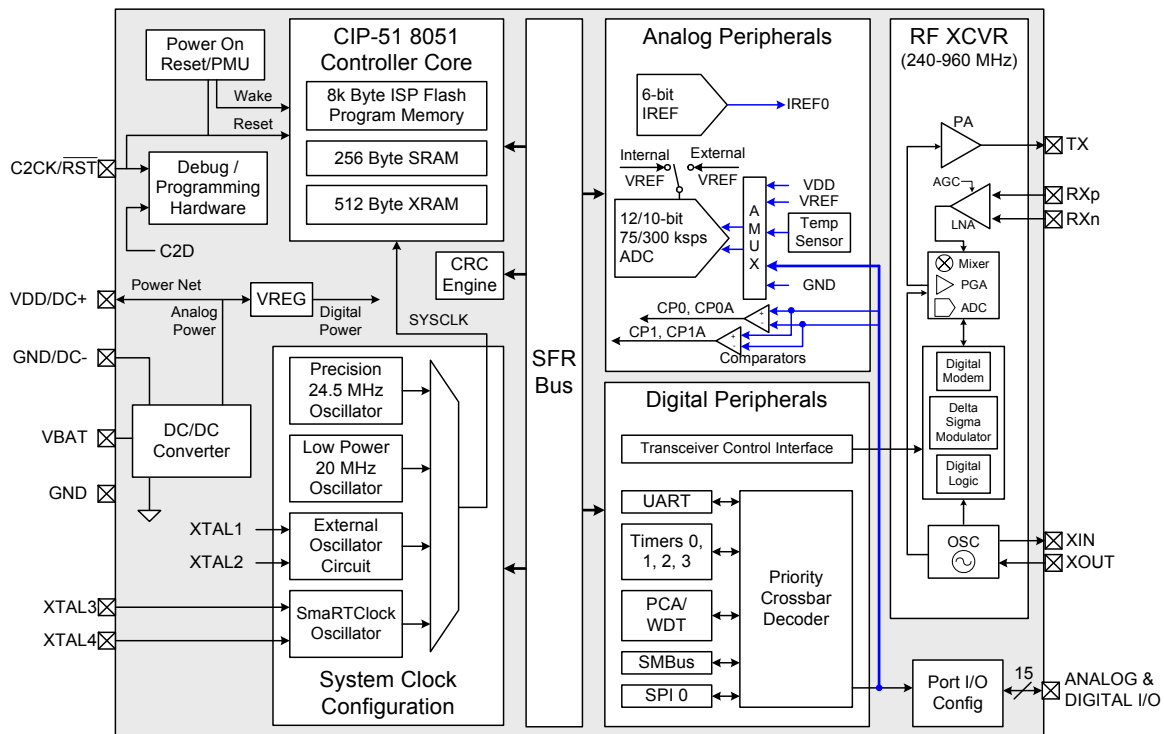 Power On
Reset/PMU
Wake
Reset
C2CK/RST
Debug /
Programming
Hardware
C2D
CIP-51 8051
Controller Core
8k Byte ISP Flash
Program Memory
256 Byte SRAM
512 Byte XRAM
VDD/DC+
Power Net
Analog
Power
VREG
Digital
Power
SYSCLK
CRC
Engine
GND/DC-
VBAT
GND
DC/DC
Converter
Precision
24.5 MHz
Oscillator
Low Power
20 MHz
Oscillator
XTAL1
XTAL2
External
Oscillator
Circuit
XTAL3
XTAL4
SmaRTClock
Oscillator
System Clock
Configuration
SFR
Bus
Analog Peripherals
6-bit
IREF
IREF0
Internal
VREF
External
VREF
12/10-bit
75/300 ksps
ADC
A
M
U
X
VDD
VREF
Temp
Sensor
GND
CP0, CP0A
+
-
CP1, CP1A
+
-
Comparators
Digital Peripherals
Transceiver Control Interface
UART
Timers 0,
1, 2, 3
PCA/
WDT
SMBus
SPI 0
Priority
Crossbar
Decoder
RF XCVR
(240-960 MHz)
PA
TX
AGC
LNA
RXp
RXn
Mixer
PGA
ADC
Digital
Modem
Delta
Sigma
Modulator
Digital
Logic
OSC
XIN
XOUT
Port I/O
Config
15
ANALOG &
DIGITAL I/O